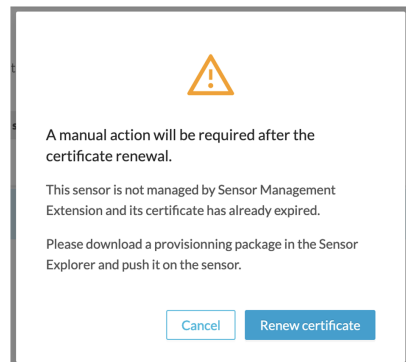 A manual action will be required after the
certificate renewal.
This sensor is not managed by Sensor Management
Extension and its certificate has already expired.
Please download a provisionning package in the Sensor
Explorer and push it on the sensor.
Cancel Renew certificate